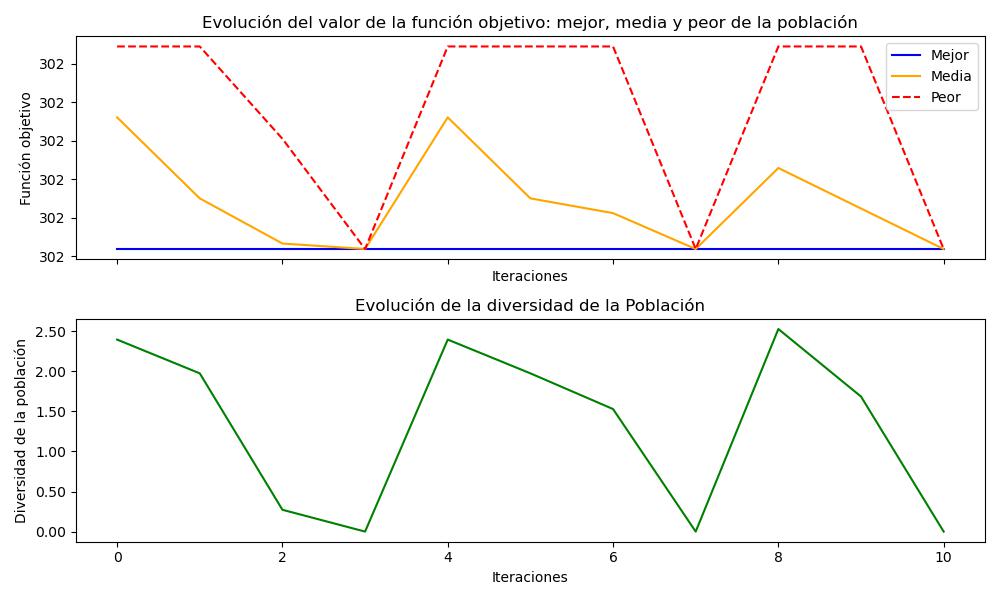 Evolución del valor de la función objetivo: mejor, media y peor de la población
Función objetivo
302
302
302
302
302
302
Mejor
Media
Peor
Iteraciones
Evolución de la diversidad de la Población
Diversidad de la población
2.50
2.00
1.50
1.00
0.50
0.00
0 2 4 6 8 10
Iteraciones